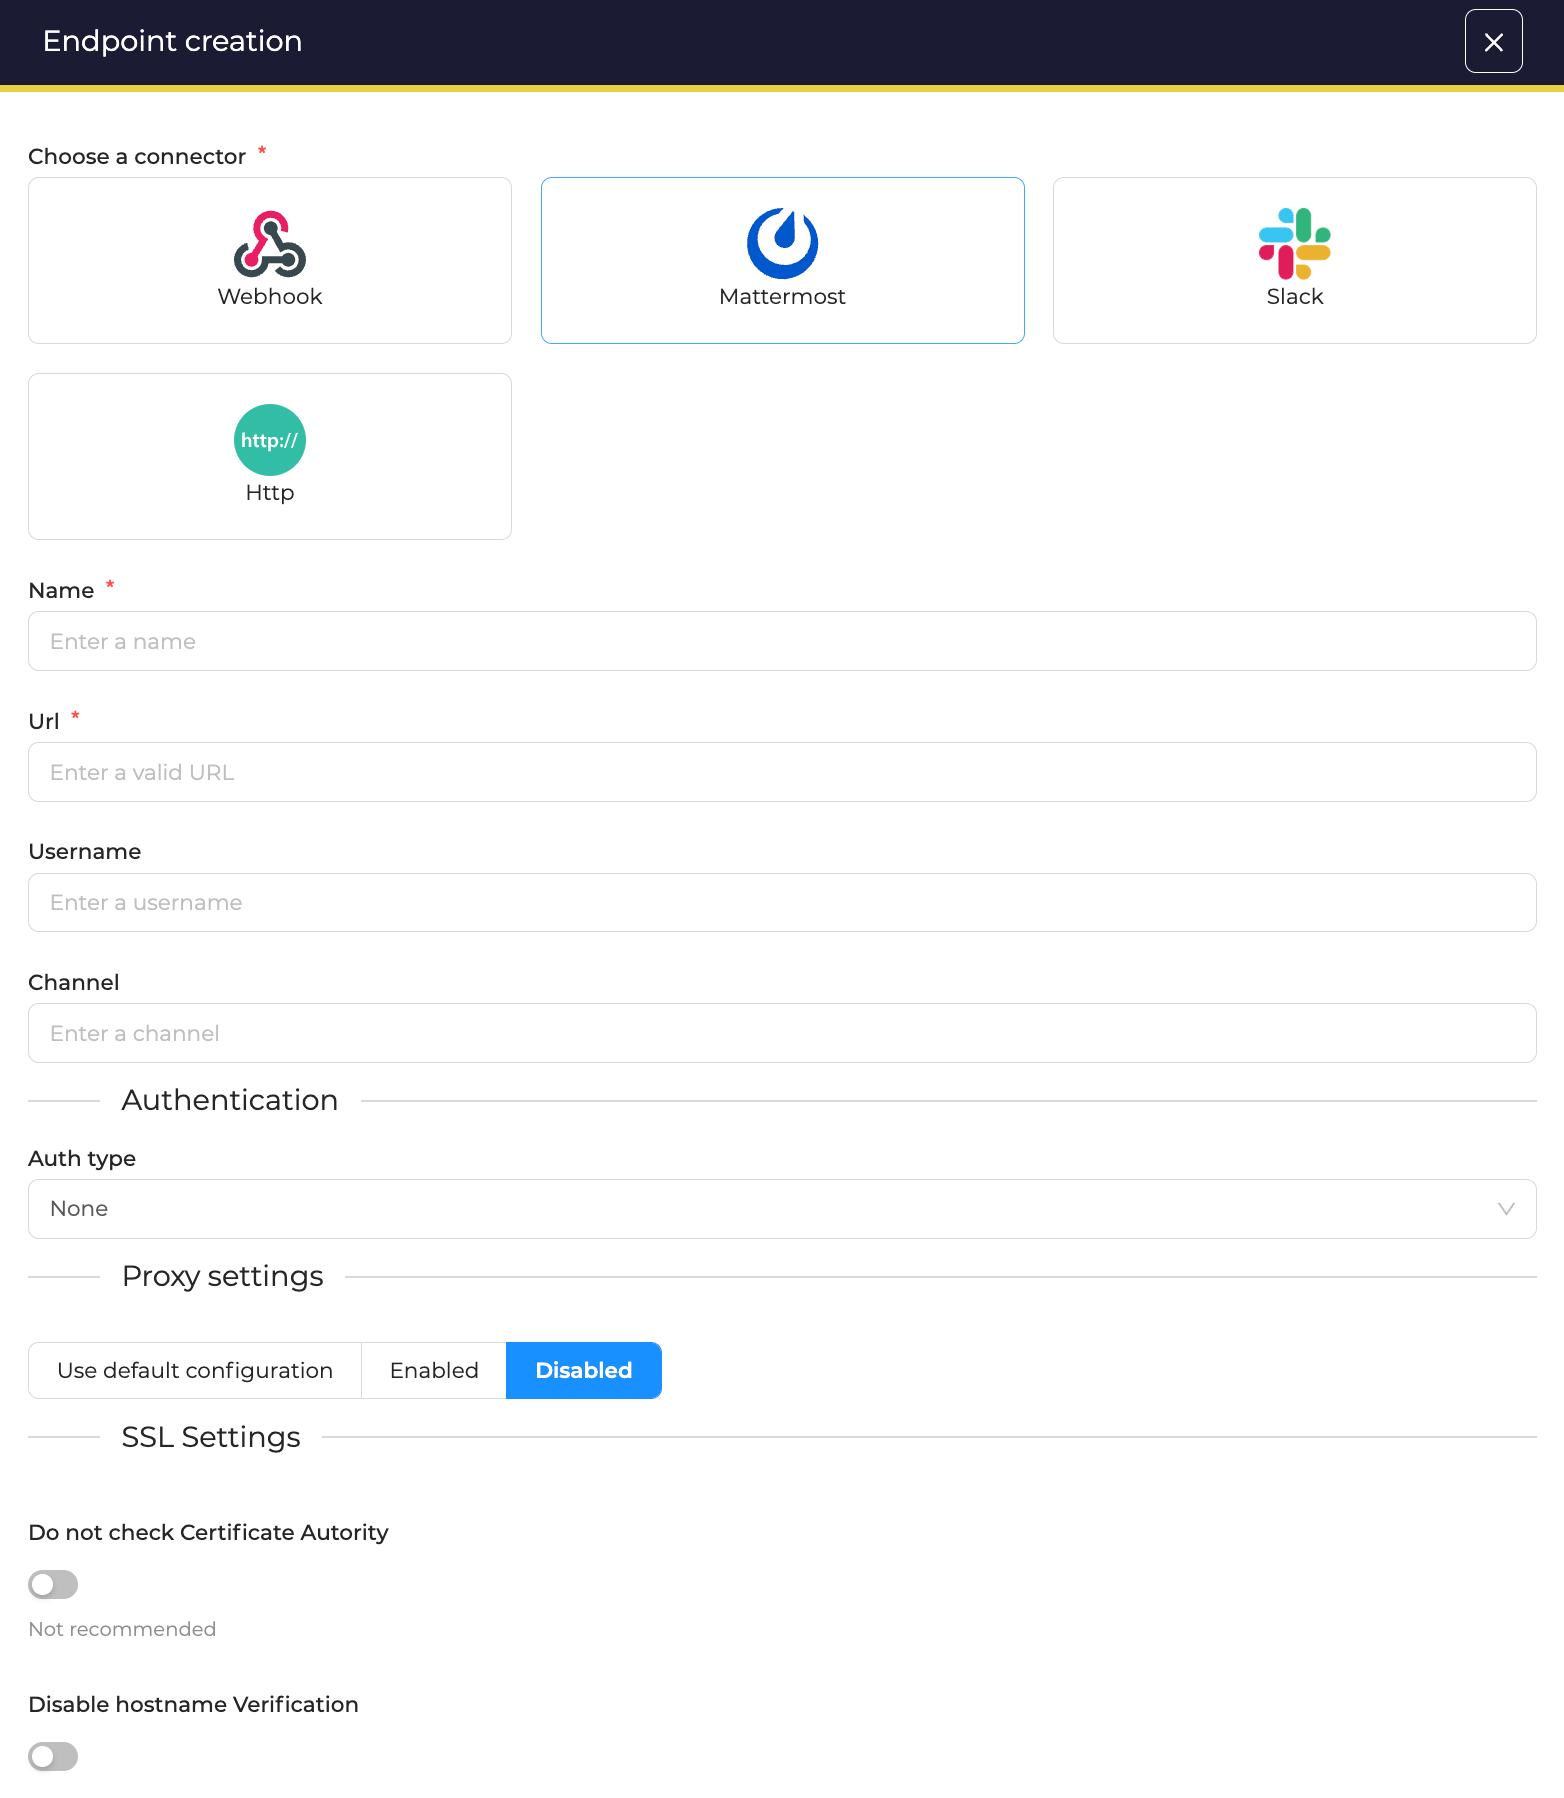 Endpoint creation
Choose a connector *
Webhook
Mattermost
Slack
http://
Http
Name *
Enter a name
Url *
Enter a valid URL
Username
Enter a username
Channel
Enter a channel
Authentication
Auth type
None
Proxy settings
Use default configuration Enabled Disabled
SSL Settings
Do not check Certificate Autority
Not recommended
Disable hostname Verification